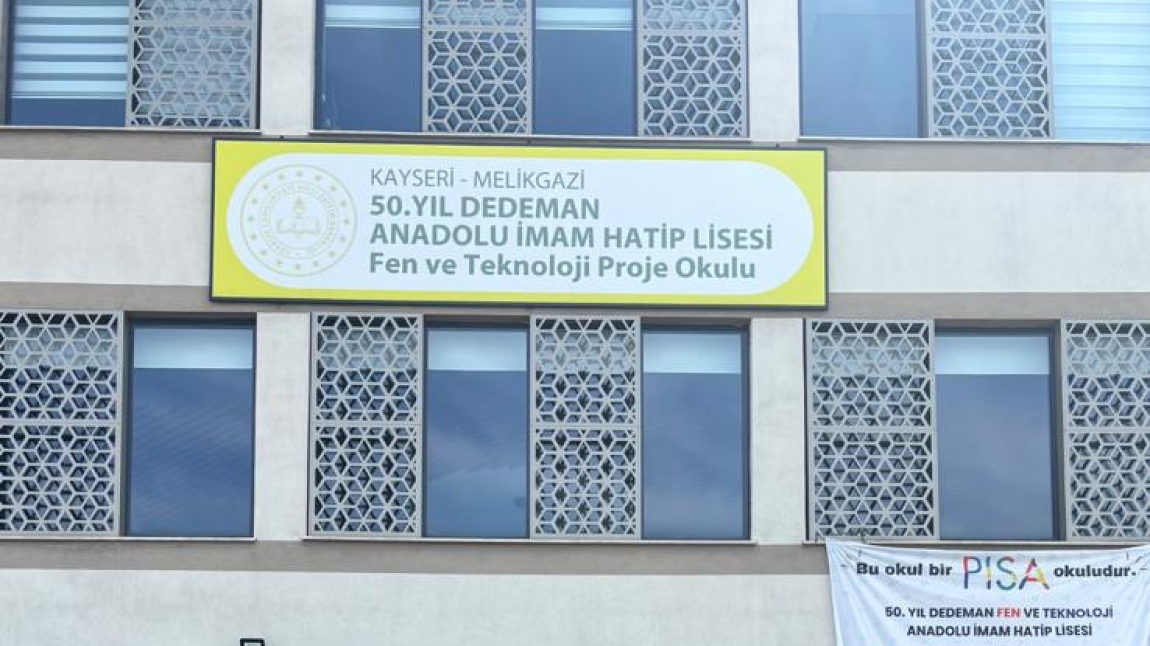 KAYSERİ - MELİKGAZİ
50.YIL DEDEMAN
ANADOLU İMAM HATİP LİSESİ
Fen ve Teknoloji Proje Okulu
Bu okul bir PISA okuludur.
50. YIL DEDEMAN FEN VE TEKNOLOJİ
ANADOLU İMAM HATİP LİSESİ